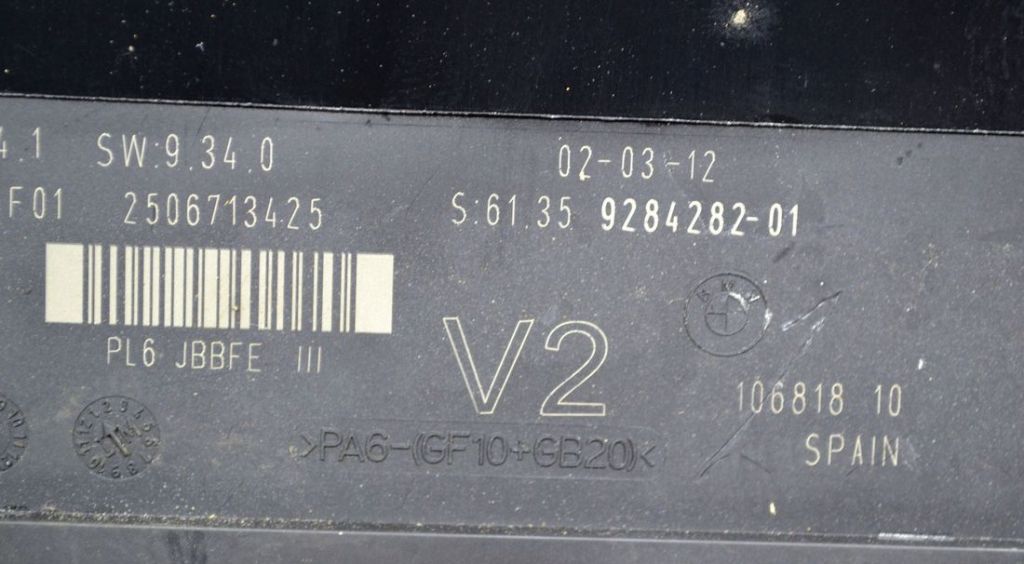 4.1 SW:9.34.0 02-03-12
F01 2506713425 S:61.35 9284282-01
PL6 JBBFE III
V2
106818 10
>PA6-(GF10+GB20)<
SPAIN